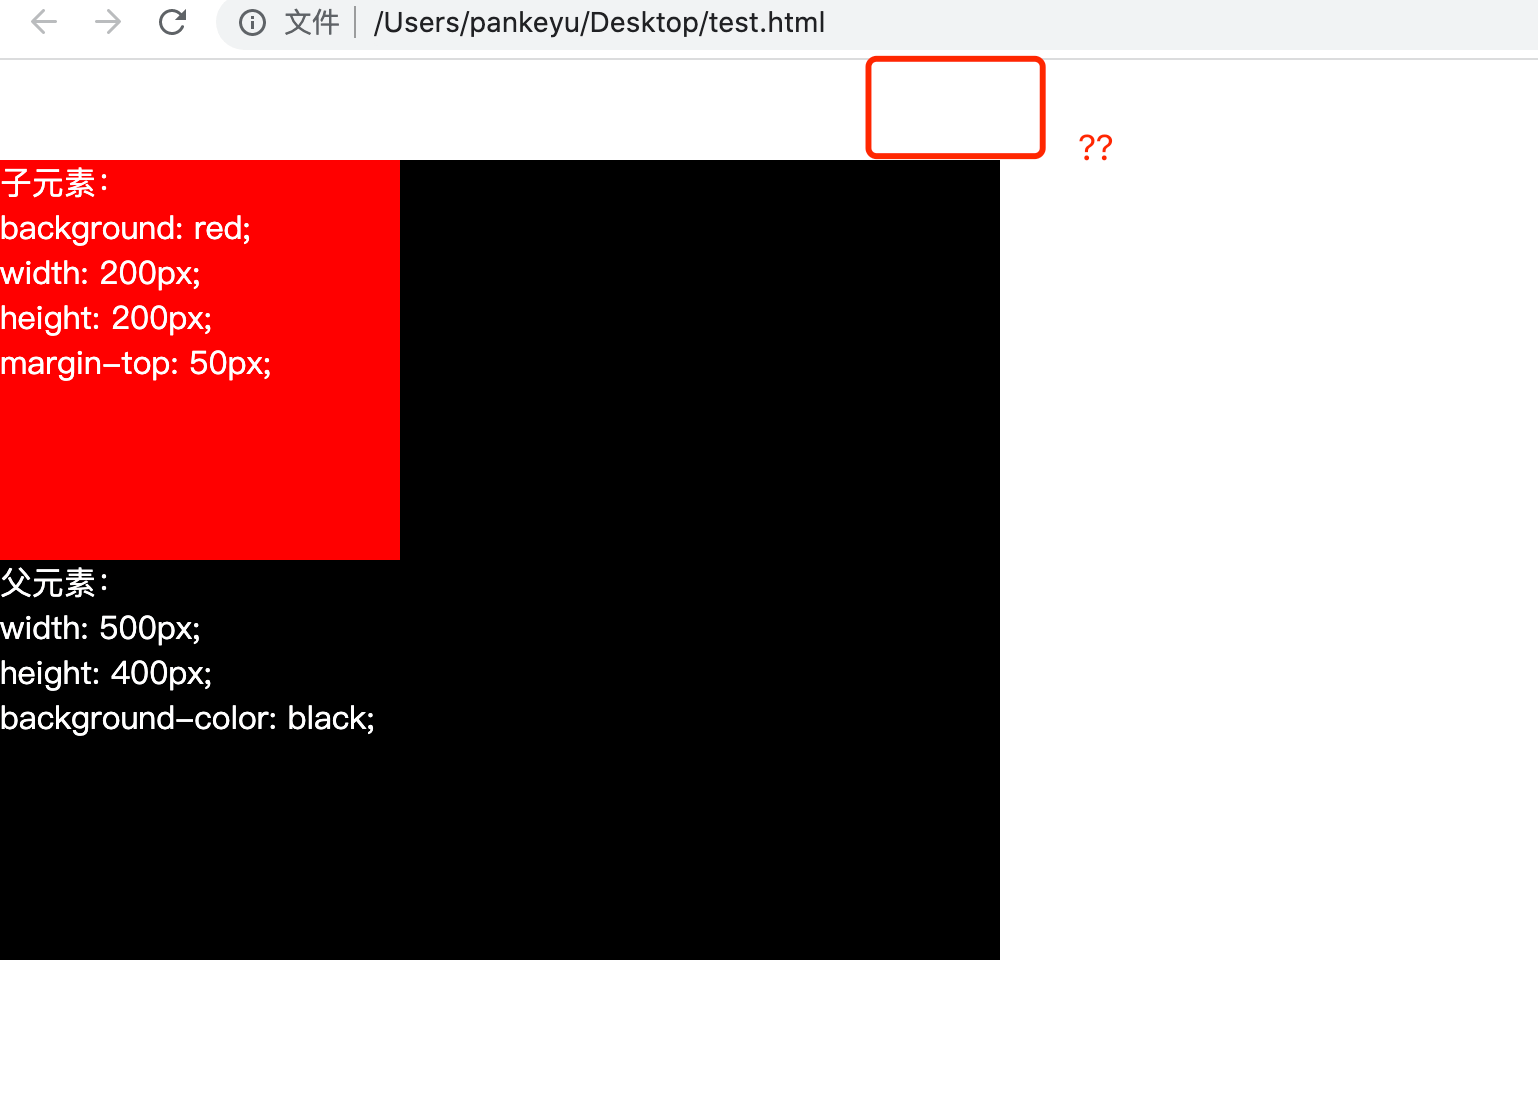 文件 /Users/pankeyu/Desktop/test.html
??
子元素：
background: red;
width: 200px;
height: 200px;
margin-top: 50px;
父元素：
width: 500px;
height: 400px;
background-color: black;